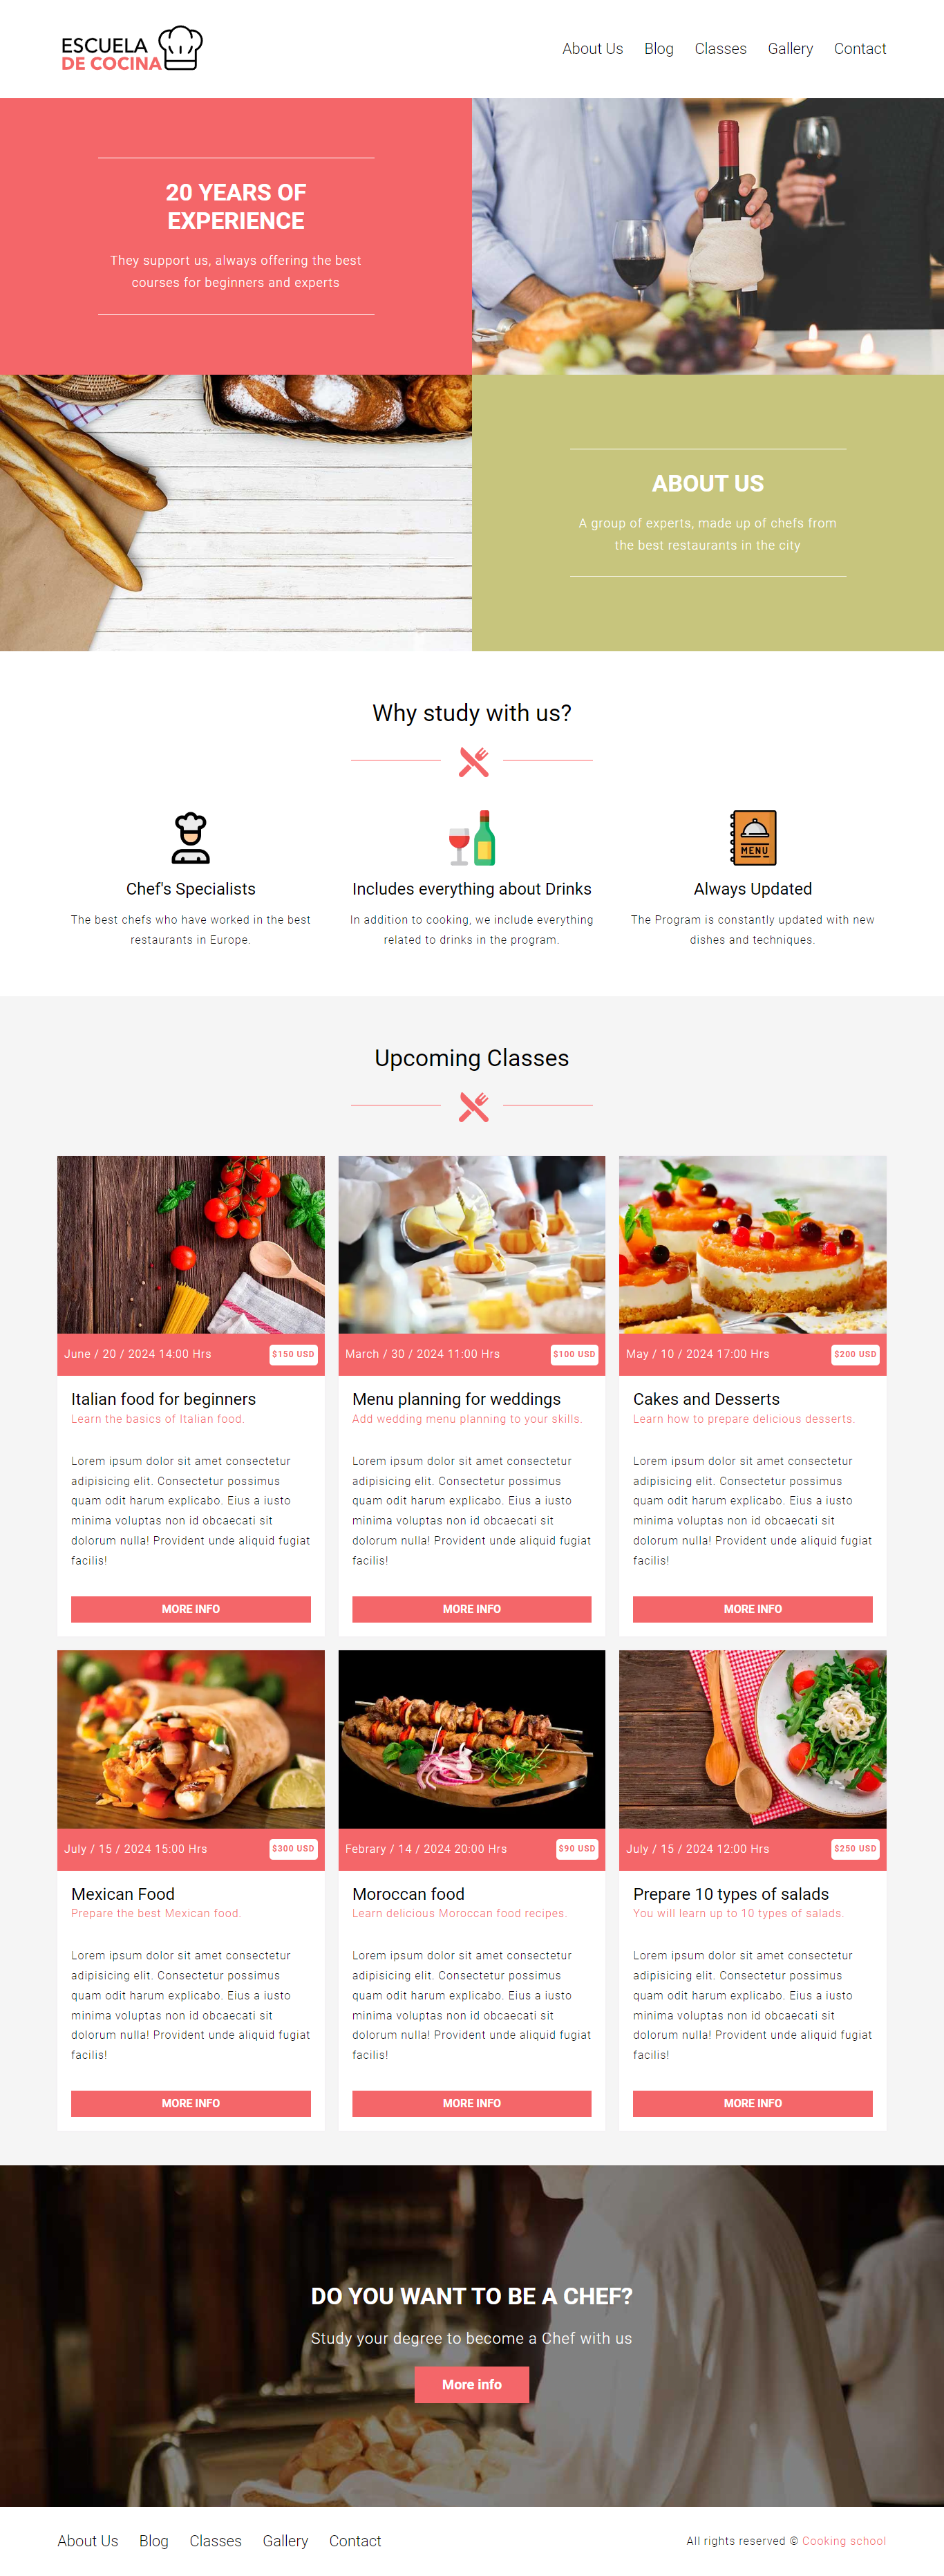 ESCUELA
DE COCINA
About Us Blog Classes Gallery Contact
20 YEARS OF
EXPERIENCE
They support us, always offering the best
courses for beginners and experts
ABOUT US
A group of experts, made up of chefs from
the best restaurants in the city
Why study with us?
MENU
Chef's Specialists
The best chefs who have worked in the best
restaurants in Europe.
Includes everything about Drinks
In addition to cooking, we include everything
related to drinks in the program.
Always Updated
The Program is constantly updated with new
dishes and techniques.
Upcoming Classes
June / 20 / 2024 14:00 Hrs $150 USD
Italian food for beginners
Learn the basics of Italian food.
Lorem ipsum dolor sit amet consectetur
adipisicing elit. Consectetur possimus
quam odit harum explicabo. Eius a iusto
minima voluptas non id obcaecati sit
dolorum nulla! Provident unde aliquid fugiat
facilis!
MORE INFO
March / 30 / 2024 11:00 Hrs $100 USD
Menu planning for weddings
Add wedding menu planning to your skills.
Lorem ipsum dolor sit amet consectetur
adipisicing elit. Consectetur possimus
quam odit harum explicabo. Eius a iusto
minima voluptas non id obcaecati sit
dolorum nulla! Provident unde aliquid fugiat
facilis!
MORE INFO
May / 10 / 2024 17:00 Hrs $200 USD
Cakes and Desserts
Learn how to prepare delicious desserts.
Lorem ipsum dolor sit amet consectetur
adipisicing elit. Consectetur possimus
quam odit harum explicabo. Eius a iusto
minima voluptas non id obcaecati sit
dolorum nulla! Provident unde aliquid fugiat
facilis!
MORE INFO
July / 15 / 2024 15:00 Hrs $300 USD
Mexican Food
Prepare the best Mexican food.
Lorem ipsum dolor sit amet consectetur
adipisicing elit. Consectetur possimus
quam odit harum explicabo. Eius a iusto
minima voluptas non id obcaecati sit
dolorum nulla! Provident unde aliquid fugiat
facilis!
MORE INFO
Febrary / 14 / 2024 20:00 Hrs $90 USD
Moroccan food
Learn delicious Moroccan food recipes.
Lorem ipsum dolor sit amet consectetur
adipisicing elit. Consectetur possimus
quam odit harum explicabo. Eius a iusto
minima voluptas non id obcaecati sit
dolorum nulla! Provident unde aliquid fugiat
facilis!
MORE INFO
July / 15 / 2024 12:00 Hrs $250 USD
Prepare 10 types of salads
You will learn up to 10 types of salads.
Lorem ipsum dolor sit amet consectetur
adipisicing elit. Consectetur possimus
quam odit harum explicabo. Eius a iusto
minima voluptas non id obcaecati sit
dolorum nulla! Provident unde aliquid fugiat
facilis!
MORE INFO
DO YOU WANT TO BE A CHEF?
Study your degree to become a Chef with us
More info
About Us Blog Classes Gallery Contact
All rights reserved © Cooking school